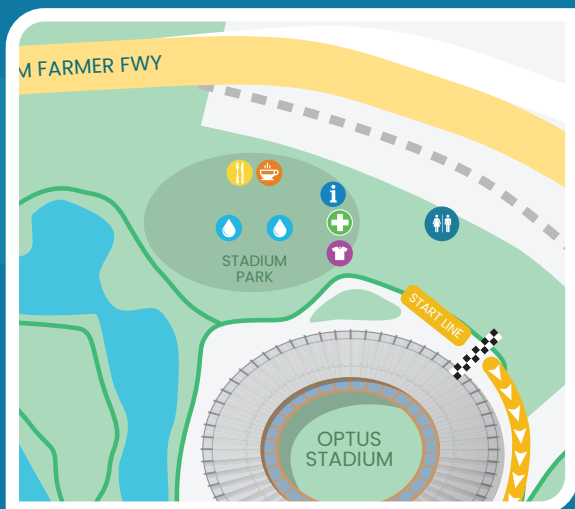 M FARMER FWY
i
STADIUM
PARK
START LINE
OPTUS
STADIUM